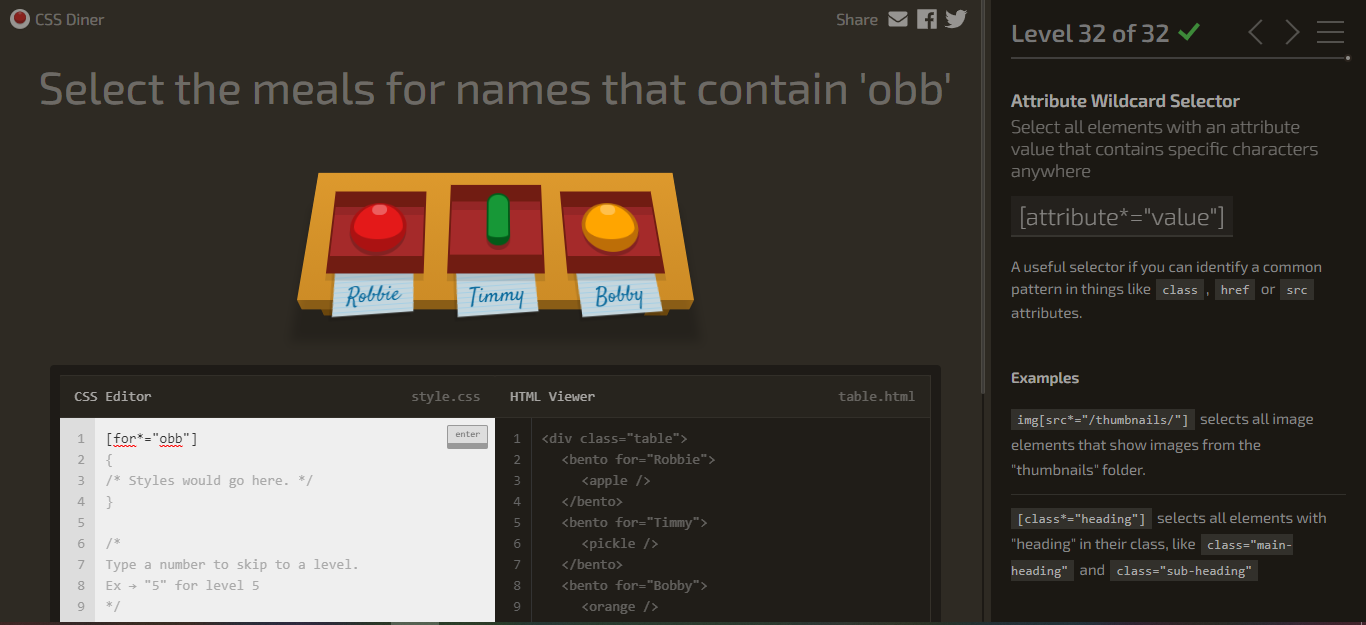 CSS Diner
Share
Select the meals for names that contain 'obb'
Robbie
Timmy
Bobby
CSS Editor
style.css
1 [for*="obb"]
enter
2 {
3 /* Styles would go here. */
4 }
5
6 /*
7 Type a number to skip to a level.
8 Ex → "5" for level 5
9 */
HTML Viewer
table.html
1 <div class="table">
2 <bento for="Robbie">
3 <apple />
4 </bento>
5 <bento for="Timmy">
6 <pickle />
7 </bento>
8 <bento for="Bobby">
9 <orange />
Level 32 of 32
Attribute Wildcard Selector
Select all elements with an attribute
value that contains specific characters
anywhere
[attribute*="value"]
A useful selector if you can identify a common
pattern in things like class , href or src
attributes.
Examples
img[src*="/thumbnails/"] selects all image
elements that show images from the
"thumbnails" folder.
[class*="heading"] selects all elements with
"heading" in their class, like class="main-
heading" and class="sub-heading"